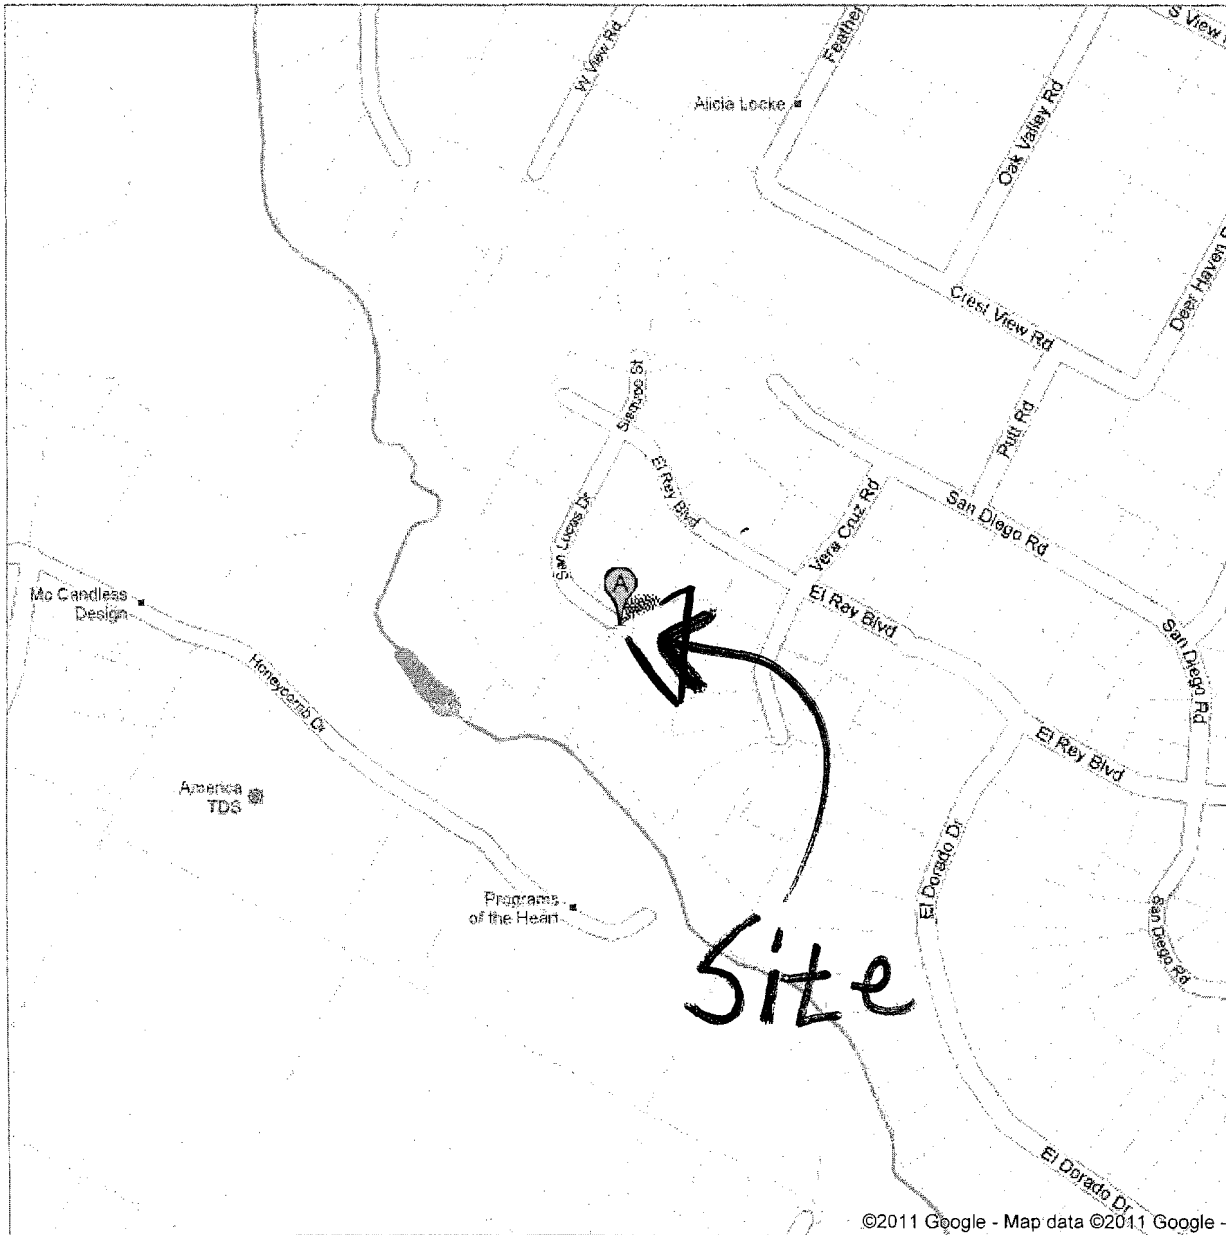 S View
W View Rd
Feather
Alicia Locke
Oak Valley Rd
Deer Haven
Crest View Rd
Putt Rd
El Rey Blvd
San Lucas Dr
Vera Cruz Rd
San Diego Rd
A
Mc Candless
Design
El Rey Blvd
San Diego Rd
Honeycomb Dr
El Rey Blvd
America
TDS
El Dorado Dr
Programs
of the Heart
San Diego Rd
Site
El Dorado Dr
©2011 Google - Map data ©2011 Google -